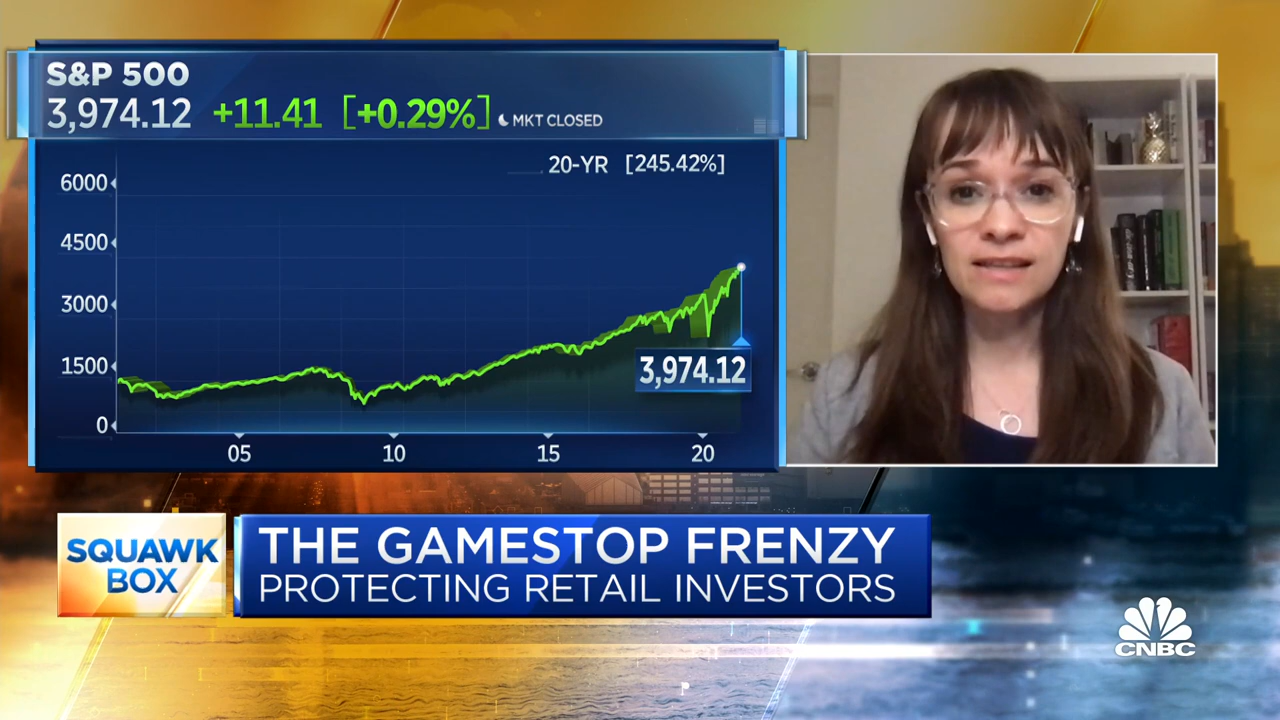 S&P 500
3,974.12 +11.41 [+0.29%] MKT CLOSED
20-YR [245.42%]
6000
4500
3000
1500
0
3,974.12
05 10 15 20
SQUAWK
BOX
THE GAMESTOP FRENZY
PROTECTING RETAIL INVESTORS
CNBC